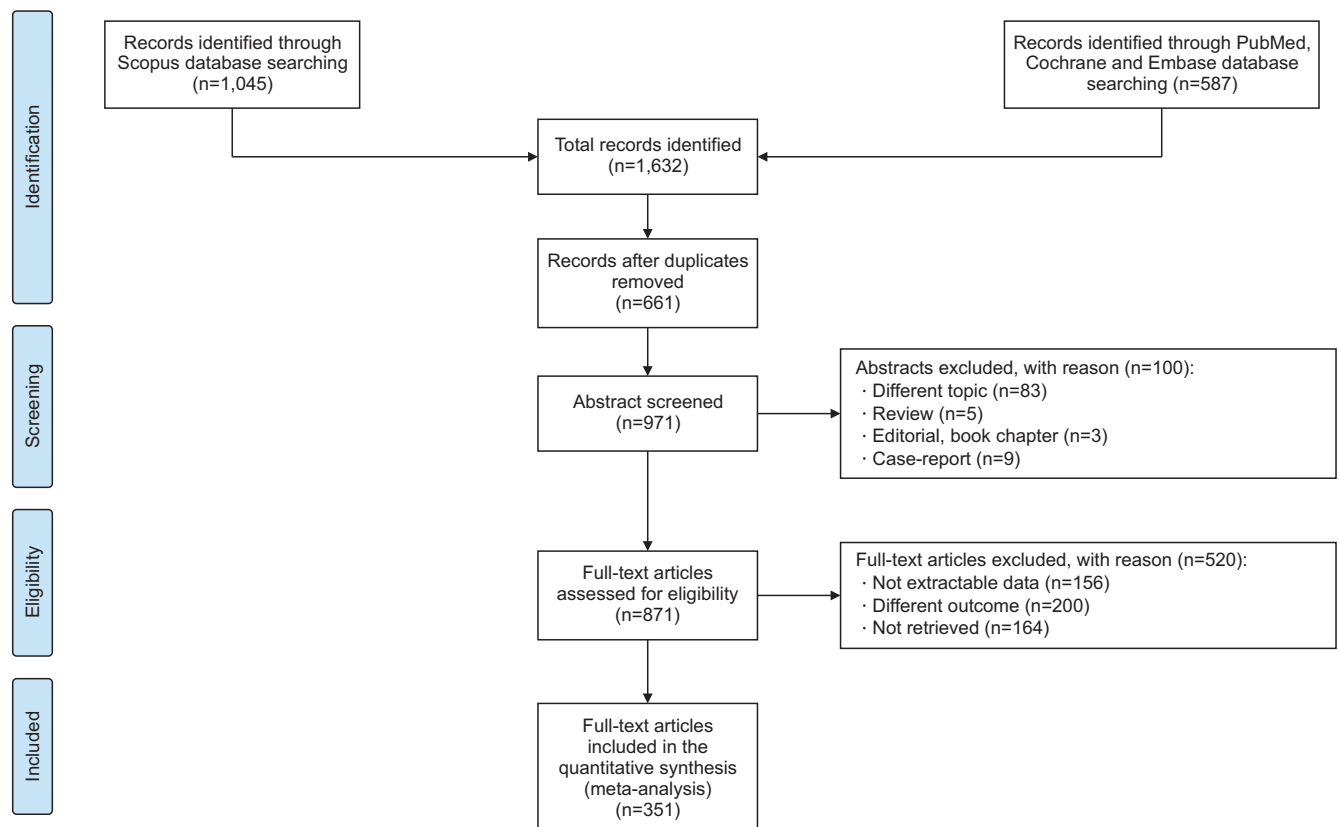 Identification
Records identified through
Scopus database searching
(n=1,045)
Records identified through PubMed,
Cochrane and Embase database
searching (n=587)
Total records identified
(n=1,632)
Records after duplicates
removed
(n=661)
Screening
Abstract screened
(n=971)
Abstracts excluded, with reason (n=100):
· Different topic (n=83)
· Review (n=5)
· Editorial, book chapter (n=3)
· Case-report (n=9)
Eligibility
Full-text articles
assessed for eligibility
(n=871)
Full-text articles excluded, with reason (n=520):
· Not extractable data (n=156)
· Different outcome (n=200)
· Not retrieved (n=164)
Included
Full-text articles
included in the
quantitative synthesis
(meta-analysis)
(n=351)